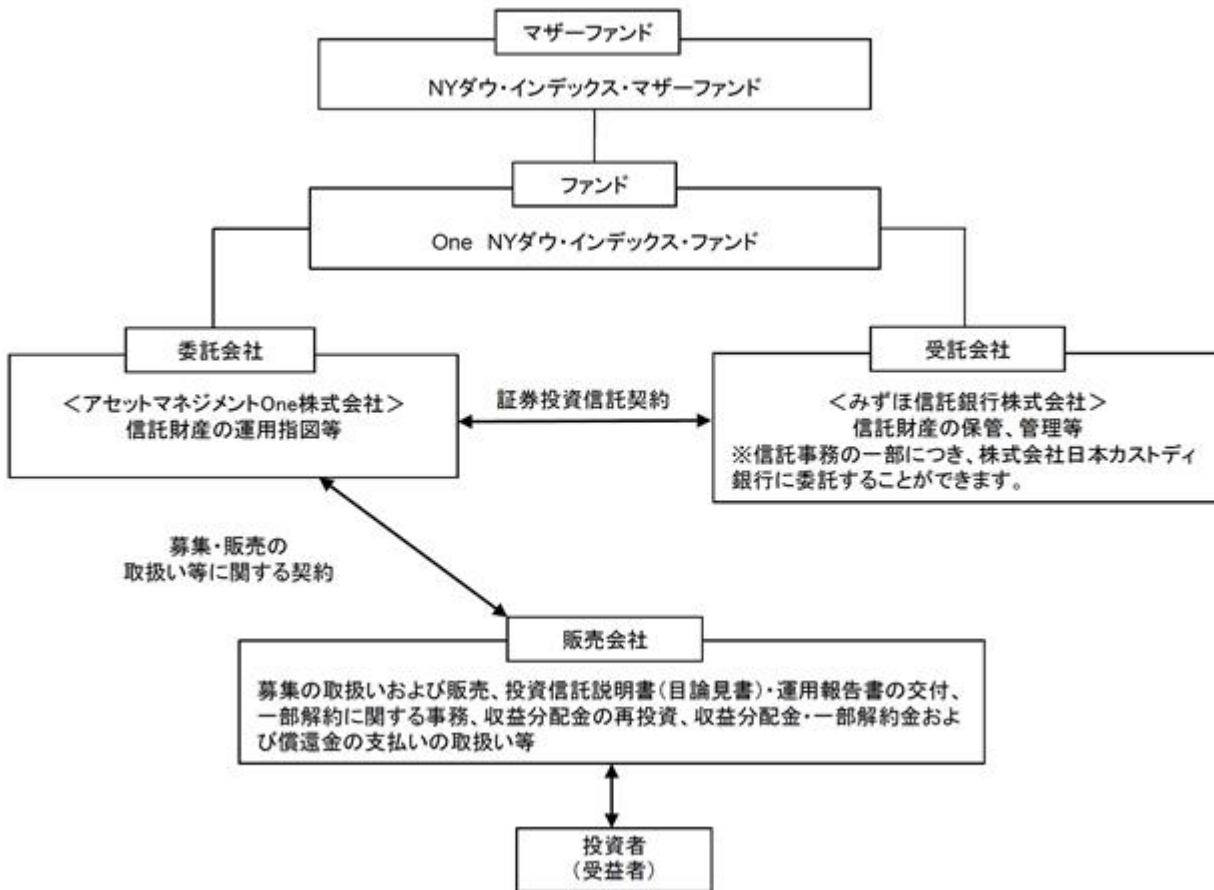 マザーファンド
NYダウ・インデックス・マザーファンド
ファンド
One NYダウ・インデックス・ファンド
委託会社
<アセットマネジメントOne株式会社>
信託財産の運用指図等
証券投資信託契約
受託会社
<みずほ信託銀行株式会社>
信託財産の保管、管理等
※信託事務の一部につき、株式会社日本カストディ
銀行に委託することができます。
募集・販売の
取扱い等に関する契約
販売会社
募集の取扱いおよび販売、投資信託説明書(目論見書)・運用報告書の交付、
一部解約に関する事務、収益分配金の再投資、収益分配金・一部解約金およ
び償還金の支払いの取扱い等
投資者
(受益者)